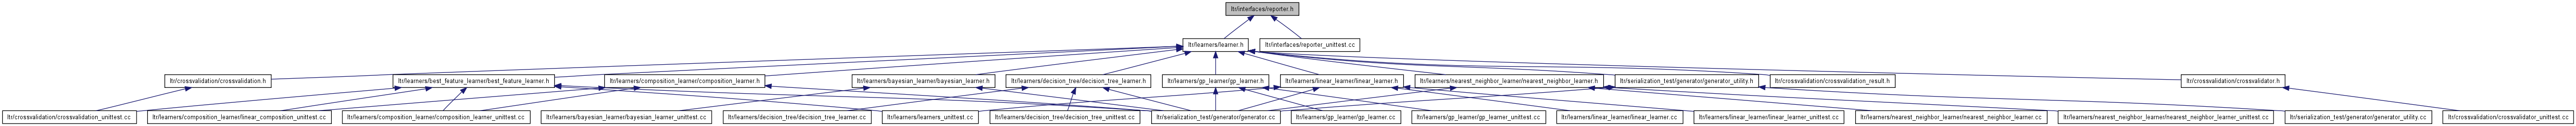 ltr/interfaces/reporter.h
ltr/learners/learner.h
ltr/interfaces/reporter_unittest.cc
ltr/crossvalidation/crossvalidation.h
ltr/learners/best_feature_learner/best_feature_learner.h
ltr/learners/composition_learner/composition_learner.h
ltr/learners/bayesian_learner/bayesian_learner.h
ltr/learners/decision_tree/decision_tree_learner.h
ltr/learners/gp_learner/gp_learner.h
ltr/learners/linear_learner/linear_learner.h
ltr/learners/nearest_neighbor_learner/nearest_neighbor_learner.h
ltr/serialization_test/generator/generator_utility.h
ltr/crossvalidation/crossvalidation_result.h
ltr/crossvalidation/crossvalidator.h
ltr/crossvalidation/crossvalidation_unittest.cc
ltr/learners/composition_learner/linear_composition_unittest.cc
ltr/learners/composition_learner/composition_learner_unittest.cc
ltr/learners/bayesian_learner/bayesian_learner_unittest.cc
ltr/learners/decision_tree/decision_tree_learner.cc
ltr/learners/learners_unittest.cc
ltr/learners/decision_tree/decision_tree_unittest.cc
ltr/serialization_test/generator/generator.cc
ltr/learners/gp_learner/gp_learner.cc
ltr/learners/gp_learner/gp_learner_unittest.cc
ltr/learners/linear_learner/linear_learner.cc
ltr/learners/linear_learner/linear_learner_unittest.cc
ltr/learners/nearest_neighbor_learner/nearest_neighbor_learner.cc
ltr/learners/nearest_neighbor_learner/nearest_neighbor_learner_unittest.cc
ltr/serialization_test/generator/generator_utility.cc
ltr/crossvalidation/crossvalidator_unittest.cc